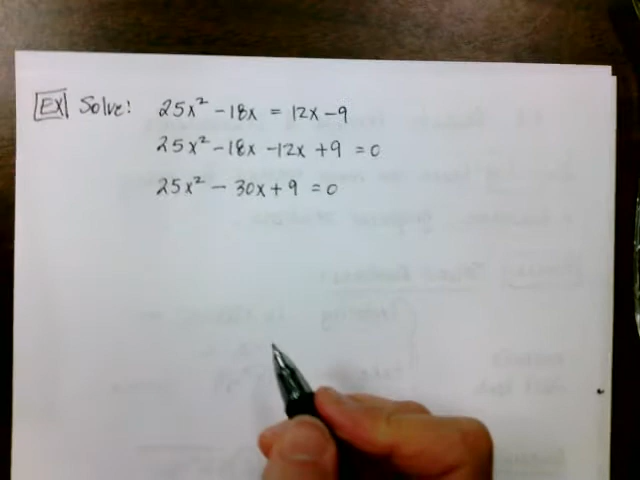 EX Solve: 25x² - 18x = 12x - 9
25x² - 18x - 12x + 9 = 0
25x² - 30x + 9 = 0